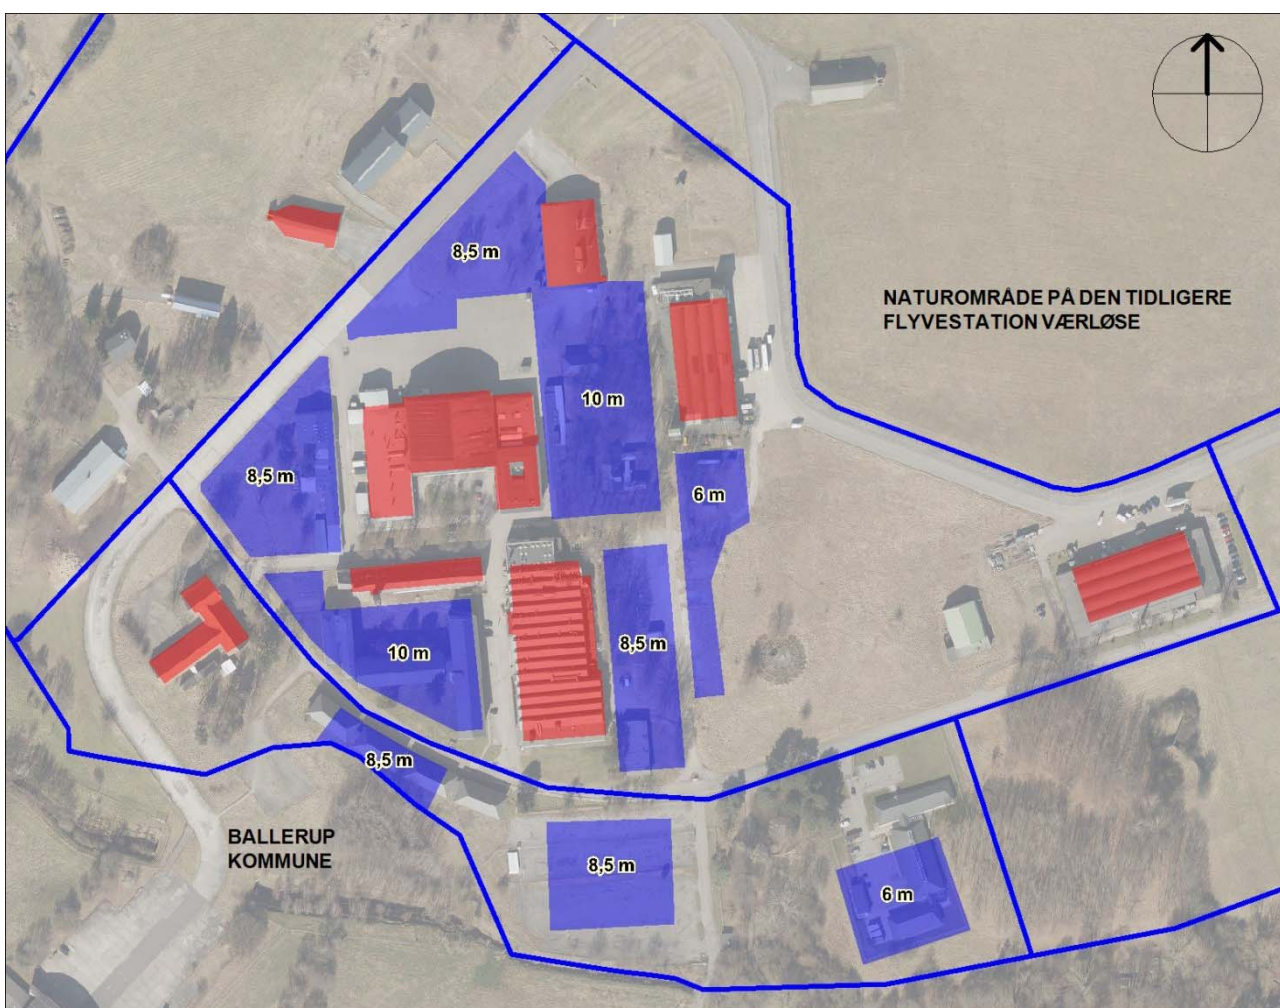 8,5 m
NATUROMRÅDE PÅ DEN TIDLIGERE
FLYVESTATION VÆRLØSE
10 m
8,5 m
6 m
8,5 m
10 m
8,5 m
BALLERUP
KOMMUNE
8,5 m
6 m